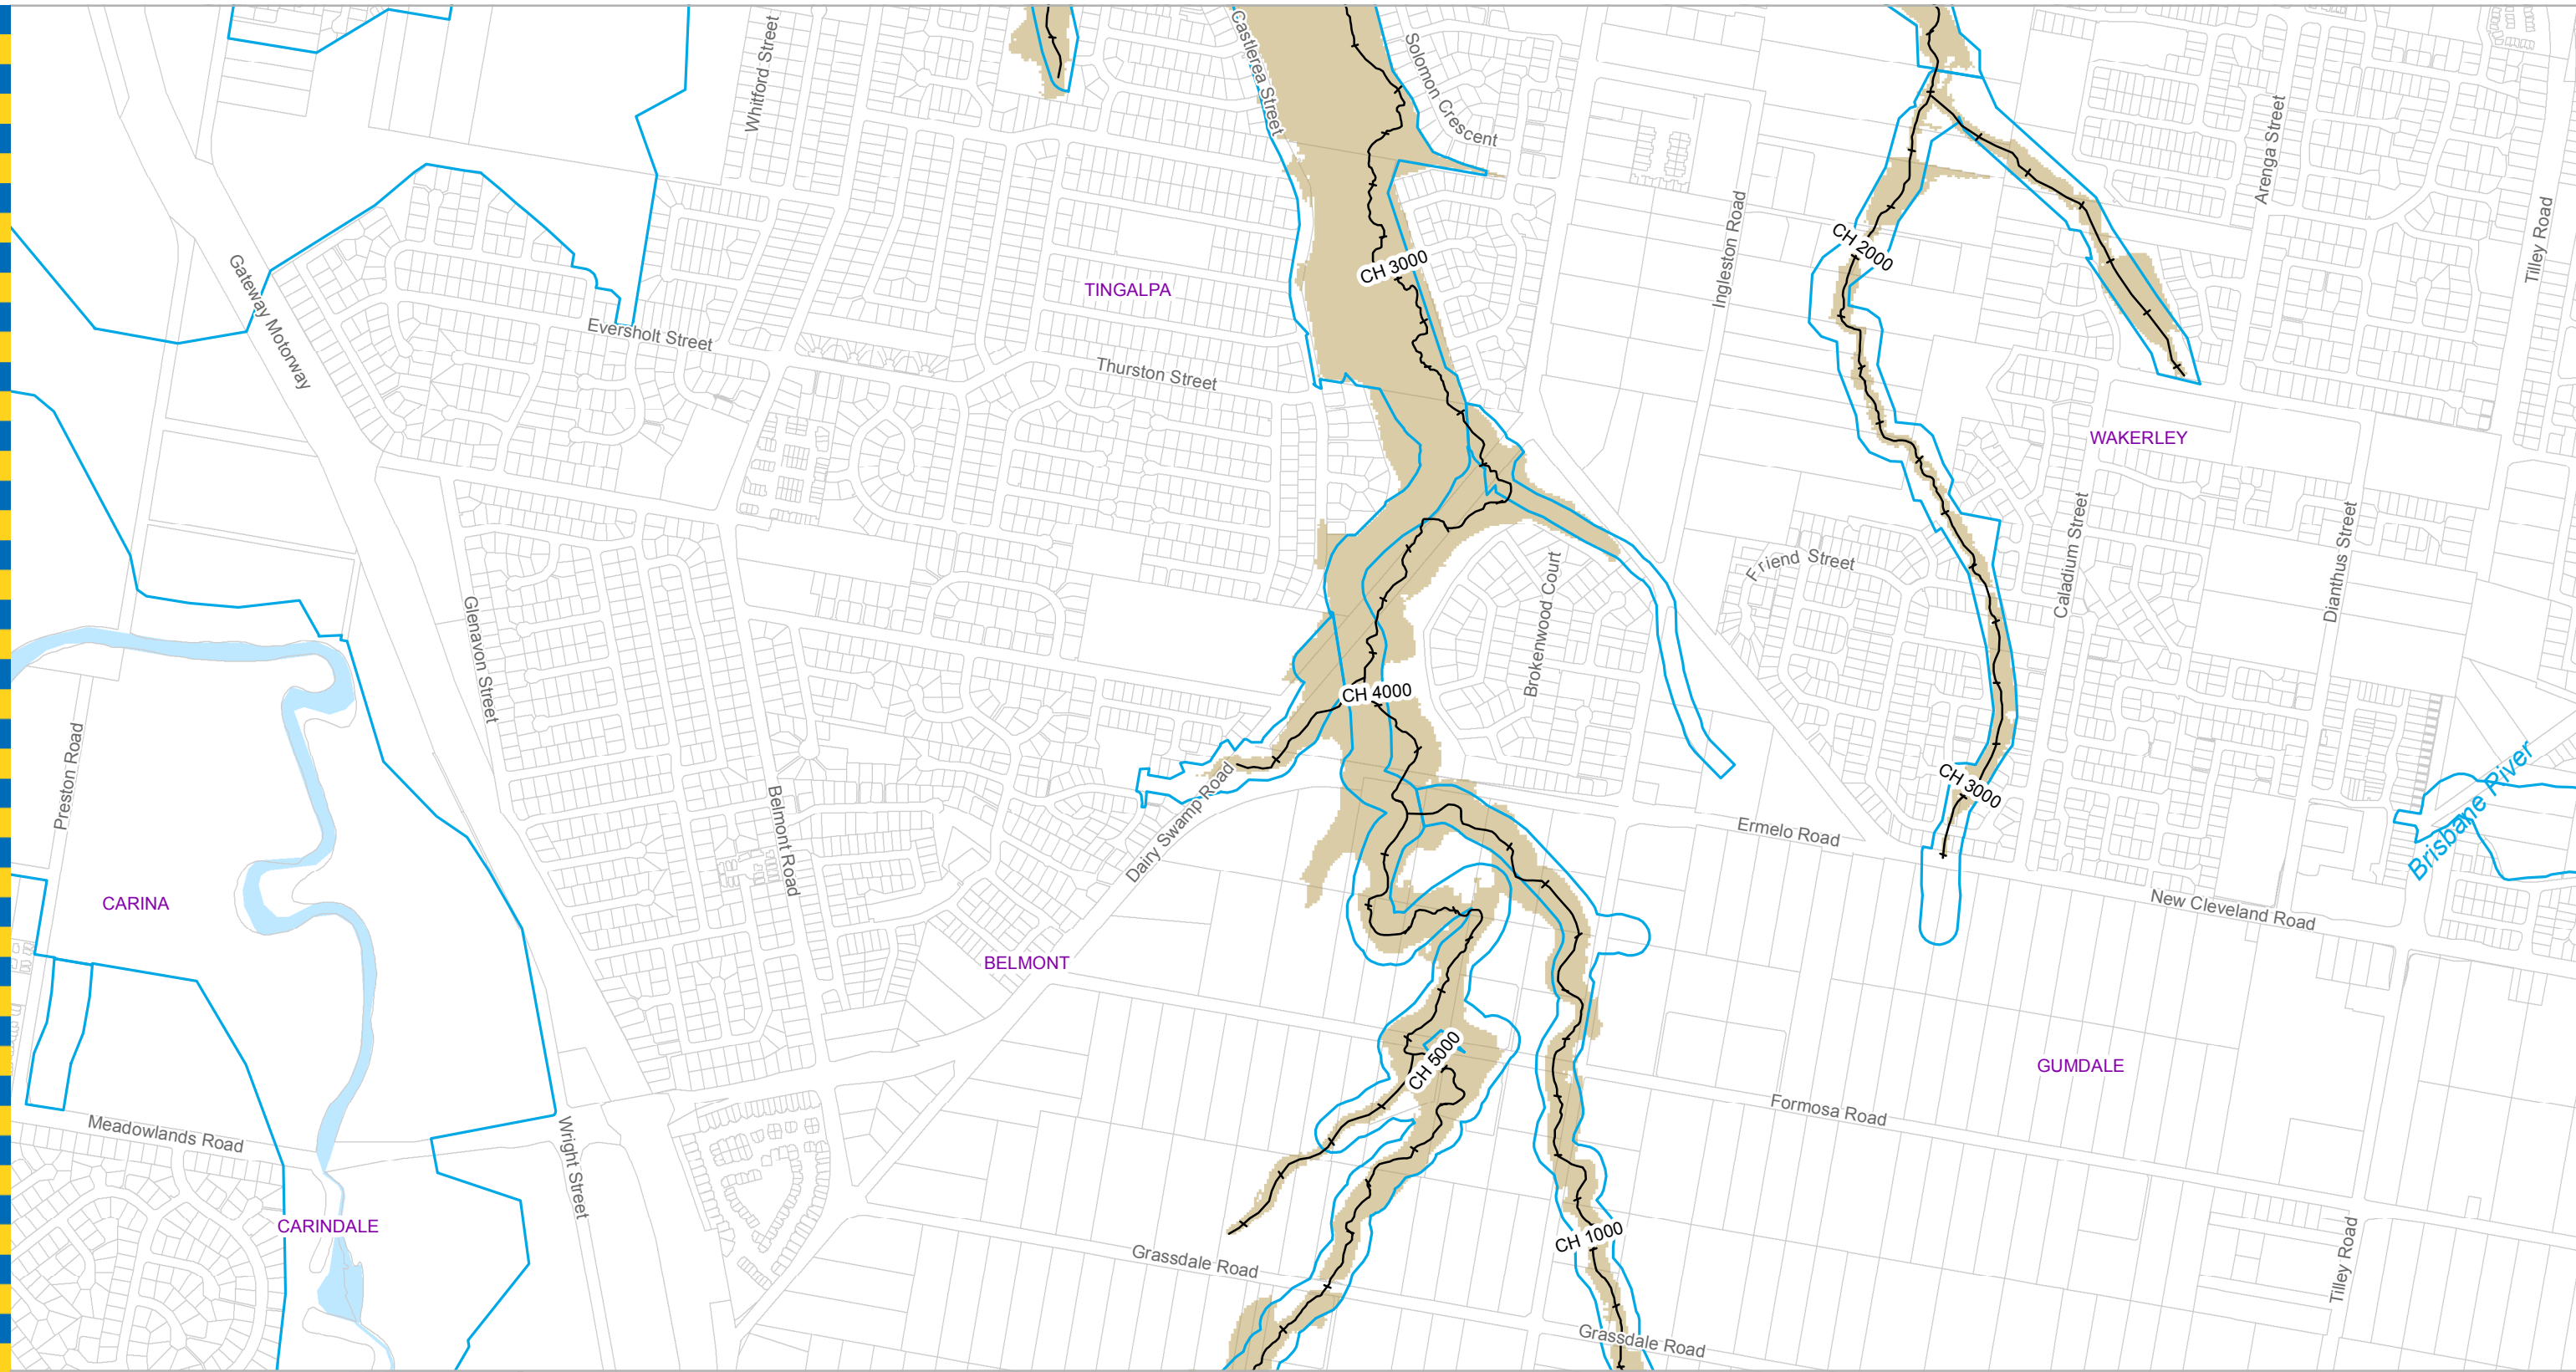 Castlerea Street
Solomon Crescent
Whitford Street
Arenga Street
Tilley Road
Ingleston Road
CH 2000
CH 3000
TINGALPA
Gateway Motorway
Eversholt Street
Thurston Street
WAKERLEY
Friend Street
Caladium Street
Dianthus Street
Brokenwood Court
Glenavon Street
CH 4000
Preston Road
Belmont Road
Dairy Swamp Road
CH 3000
Ermelo Road
Brisbane River
New Cleveland Road
CARINA
BELMONT
CH 5000
GUMDALE
Formosa Road
Meadowlands Road
Wright Street
CARINDALE
CH 1000
Grassdale Road
Tilley Road
Grassdale Road